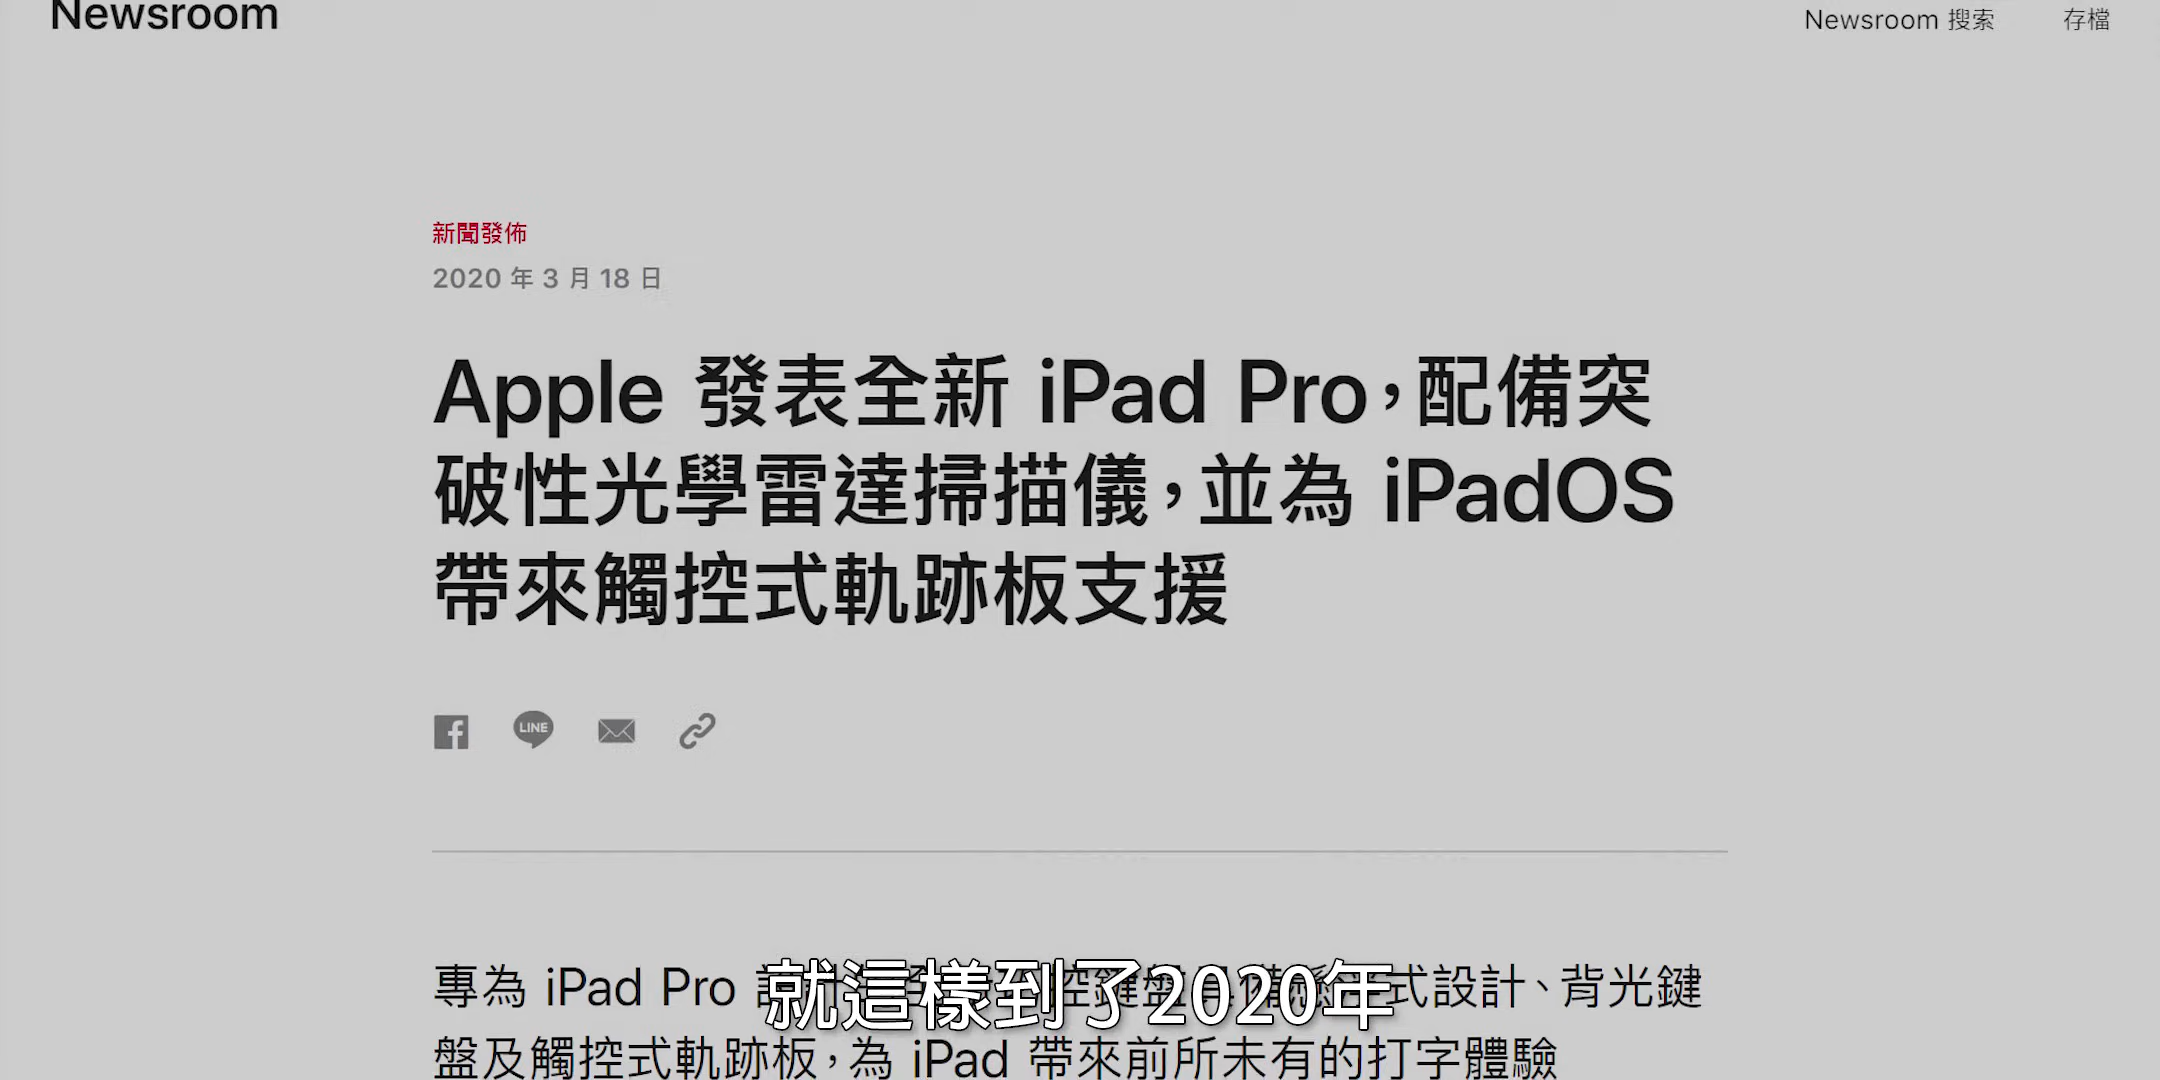 Newsroom
Newsroom 搜索 存檔
新聞發佈
2020 年 3 月 18 日
Apple 發表全新 iPad Pro，配備突
破性光學雷達掃描儀，並為 iPadOS
帶來觸控式軌跡板支援
LINE
專為 iPad Pro 控鍵盤 式設計、背光鍵
就這樣到了2020年
盤及觸控式軌跡板，為 iPad 帶來前所未有的打字體驗